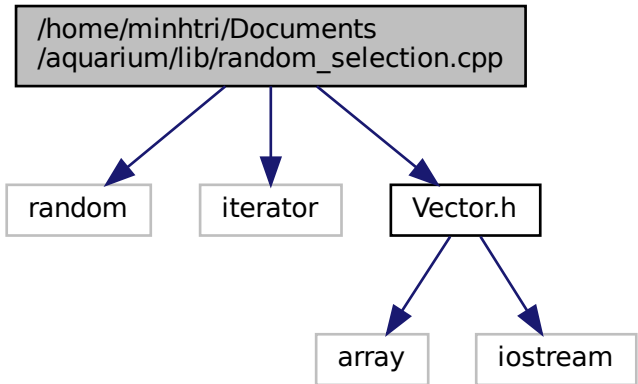 /home/minhtri/Documents
/aquarium/lib/random_selection.cpp
random
iterator
Vector.h
array
iostream